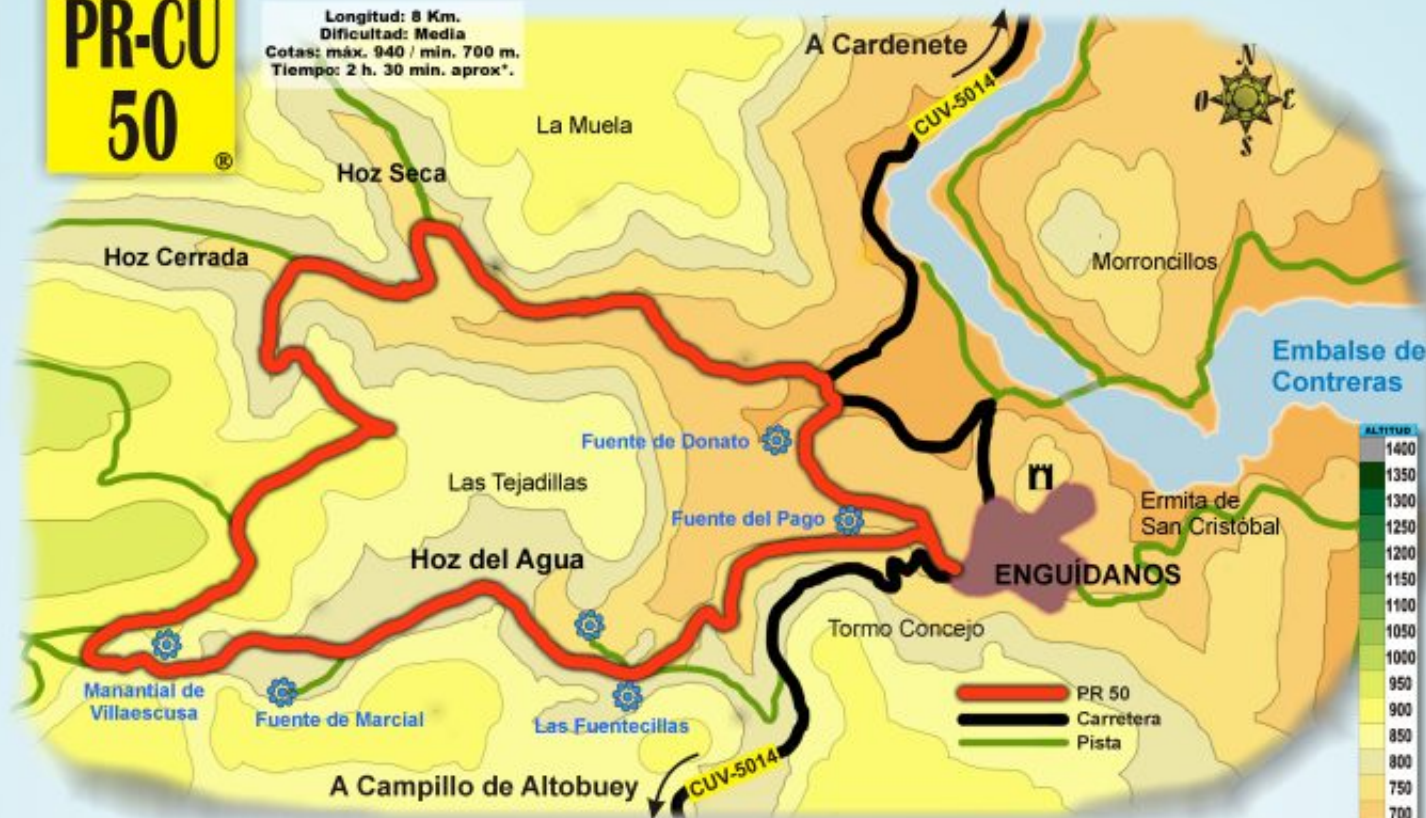 PR-CU
50
®
Longitud: 8 Km.
Dificultad: Media
Cotas: máx. 940 / min. 700 m.
Tiempo: 2 h. 30 min. aprox*.
A Cardenete
CUV-5014
N
O E
S
La Muela
Hoz Seca
Hoz Cerrada
Morroncillos
Embalse de
Contreras
Fuente de Donato
Las Tejadillas
Fuente del Pago
Ermita de
San Cristóbal
Hoz del Agua
ENGUÍDANOS
Tormo Concejo
Manantial de
Villaescusa
Fuente de Marcial
Las Fuentecillas
PR 50
Carretera
Pista
A Campillo de Altobuey
CUV-5014
ALTITUD
1400
1350
1300
1250
1200
1150
1100
1050
1000
950
900
850
800
750
700